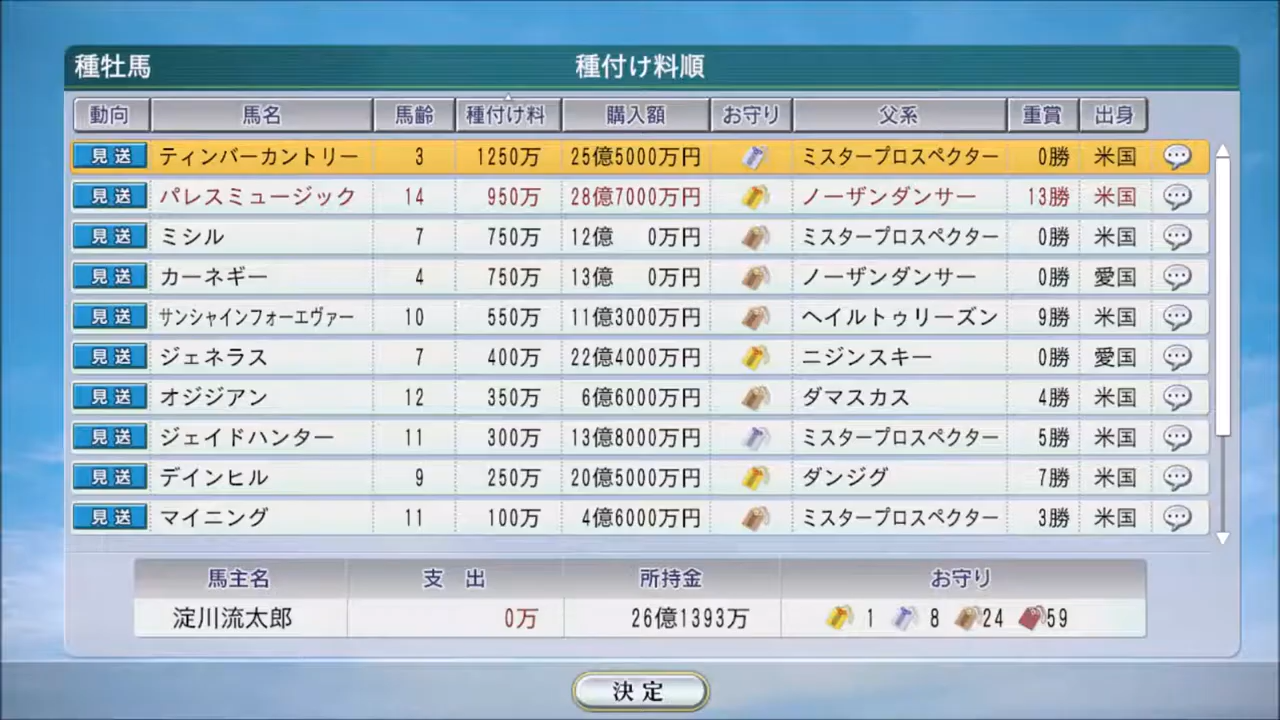 種牡馬 種付け料順
動向 馬名 馬齢 種付け料 購入額 お守り 父系 重賞 出身
見送 ティンバーカントリー 3 1250万 25億5000万円 ミスタープロスペクター 0勝 米国
見送 パレスミュージック 14 950万 28億7000万円 ノーザンダンサー 13勝 米国
見送 ミシル 7 750万 12億 0万円 ミスタープロスペクター 0勝 米国
見送 カーネギー 4 750万 13億 0万円 ノーザンダンサー 0勝 愛国
見送 サンシャインフォーエヴァー 10 550万 11億3000万円 ヘイルトゥリーズン 9勝 米国
見送 ジェネラス 7 400万 22億4000万円 ニジンスキー 0勝 愛国
見送 オジジアン 12 350万 6億6000万円 ダマスカス 4勝 米国
見送 ジェイドハンター 11 300万 13億8000万円 ミスタープロスペクター 5勝 米国
見送 デインヒル 9 250万 20億5000万円 ダンジグ 7勝 米国
見送 マイニング 11 100万 4億6000万円 ミスタープロスペクター 3勝 米国
馬主名 支出 所持金 お守り
淀川流太郎 0万 26億1393万 1 8 24 59
決定